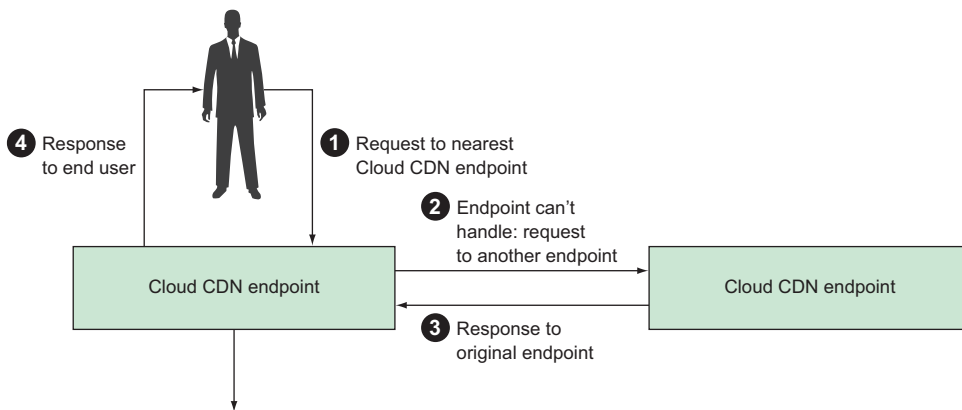 4 Response
to end user
1 Request to nearest
Cloud CDN endpoint
2 Endpoint can't
handle: request
to another endpoint
Cloud CDN endpoint
Cloud CDN endpoint
3 Response to
original endpoint